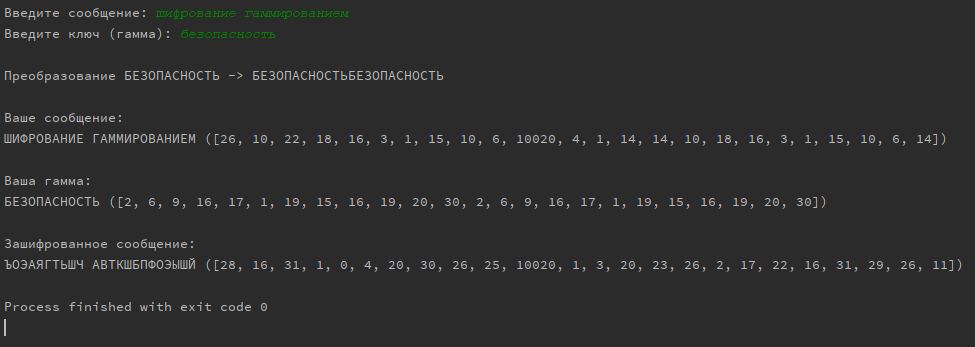 Введите сообщение: шифрование гаммированием
Введите ключ (гамма): безопасность
Преобразование БЕЗОПАСНОСТЬ -> БЕЗОПАСНОСТЬБЕЗОПАСНОСТЬ
Ваше сообщение:
ШИФРОВАНИЕ ГАММИРОВАНИЕМ ([26, 10, 22, 18, 16, 3, 1, 15, 10, 6, 10020, 4, 1, 14, 14, 10, 18, 16, 3, 1, 15, 10, 6, 14])
Ваша гамма:
БЕЗОПАСНОСТЬ ([2, 6, 9, 16, 17, 1, 19, 15, 16, 19, 20, 30, 2, 6, 9, 16, 17, 1, 19, 15, 16, 19, 20, 30])
Зашифрованное сообщение:
ЪОЭАЯГТЬШЧ АВТКШБПФОЭЫШЙ ([28, 16, 31, 1, 0, 4, 20, 30, 26, 25, 10020, 1, 3, 20, 23, 26, 2, 17, 22, 16, 31, 29, 26, 11])
Process finished with exit code 0